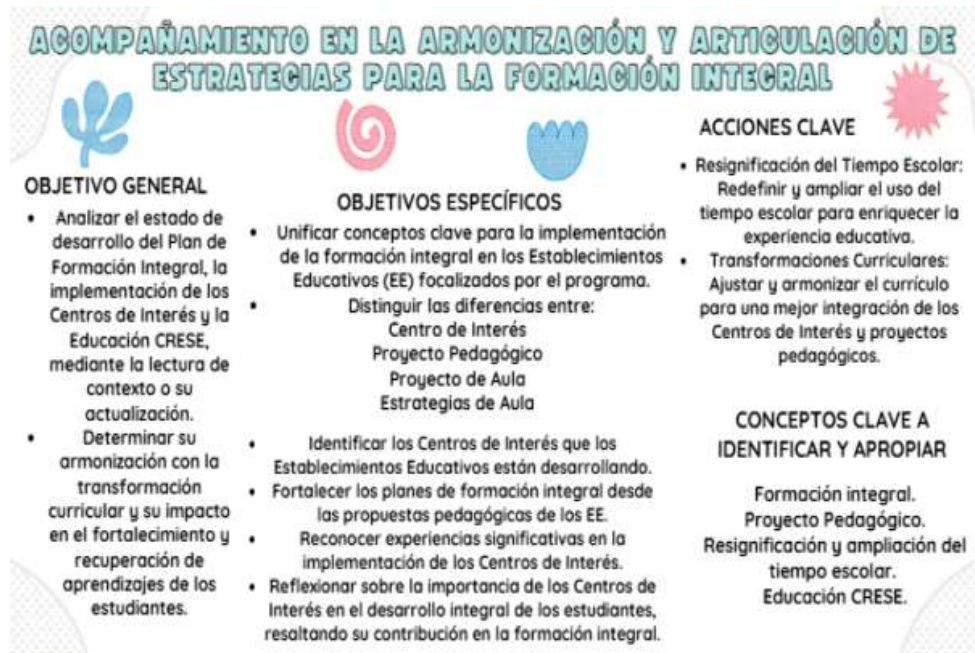 ACOMPAÑAMIENTO EN LA ARMONIZACIÓN Y ARTICULACIÓN DE
ESTRATEGIAS PARA LA FORMACIÓN INTEGRAL
OBJETIVO GENERAL
• Analizar el estado de
desarrollo del Plan de
Formación Integral, la
implementación de los
Centros de Interés y la
Educación CRESE,
mediante la lectura de
contexto o su
actualización.
• Determinar su
armonización con la
transformación
curricular y su impacto
en el fortalecimiento y
recuperación de
aprendizajes de los
estudiantes.
OBJETIVOS ESPECÍFICOS
• Unificar conceptos clave para la implementación
de la formación integral en los Establecimientos
Educativos (EE) focalizados por el programa.
• Distinguir las diferencias entre:
Centro de Interés
Proyecto Pedagógico
Proyecto de Aula
Estrategias de Aula
• Identificar los Centros de Interés que los
Establecimientos Educativos están desarrollando.
• Fortalecer los planes de formación integral desde
las propuestas pedagógicas de los EE.
• Reconocer experiencias significativas en la
implementación de los Centros de Interés.
• Reflexionar sobre la importancia de los Centros de
Interés en el desarrollo integral de los estudiantes,
resaltando su contribución en la formación integral.
ACCIONES CLAVE
• Resignificación del Tiempo Escolar:
Redefinir y ampliar el uso del
tiempo escolar para enriquecer la
experiencia educativa.
• Transformaciones Curriculares:
Ajustar y armonizar el currículo
para una mejor integración de los
Centros de Interés y proyectos
pedagógicos.
CONCEPTOS CLAVE A
IDENTIFICAR Y APROPIAR
Formación integral.
Proyecto Pedagógico.
Resignificación y ampliación del
tiempo escolar.
Educación CRESE.